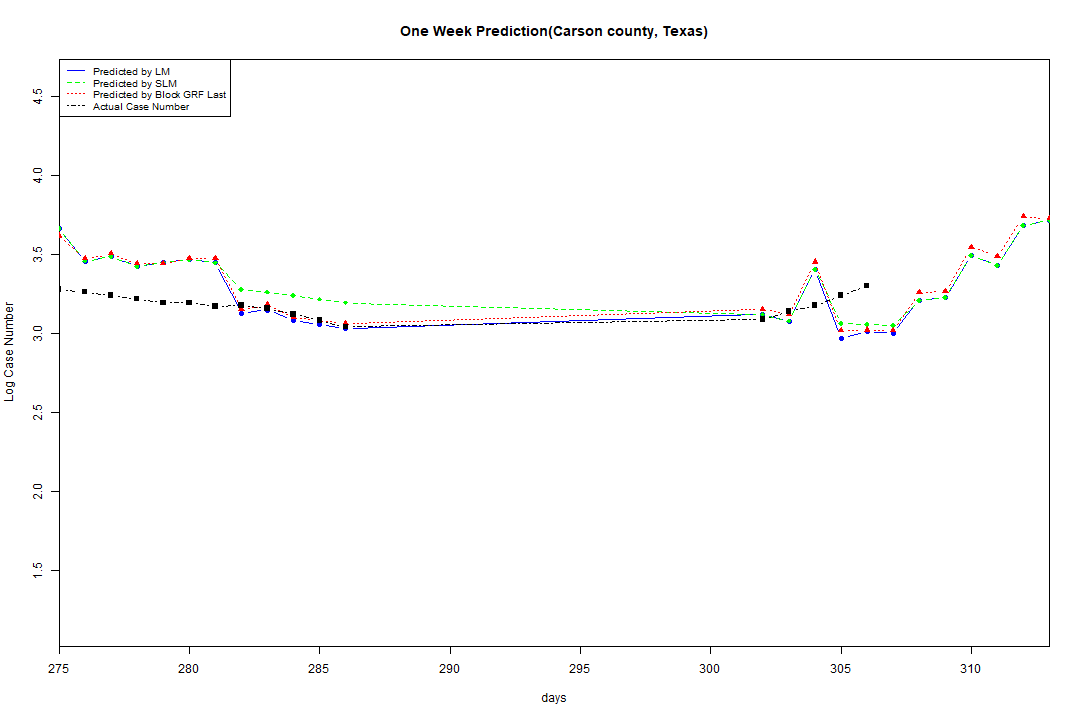 One Week Prediction(Carson county, Texas)
Predicted by LM
Predicted by SLM
Predicted by Block GRF Last
Actual Case Number
4.5
4.0
3.5
3.0
2.5
2.0
1.5
Log Case Number
275 280 285 290 295 300 305 310
days